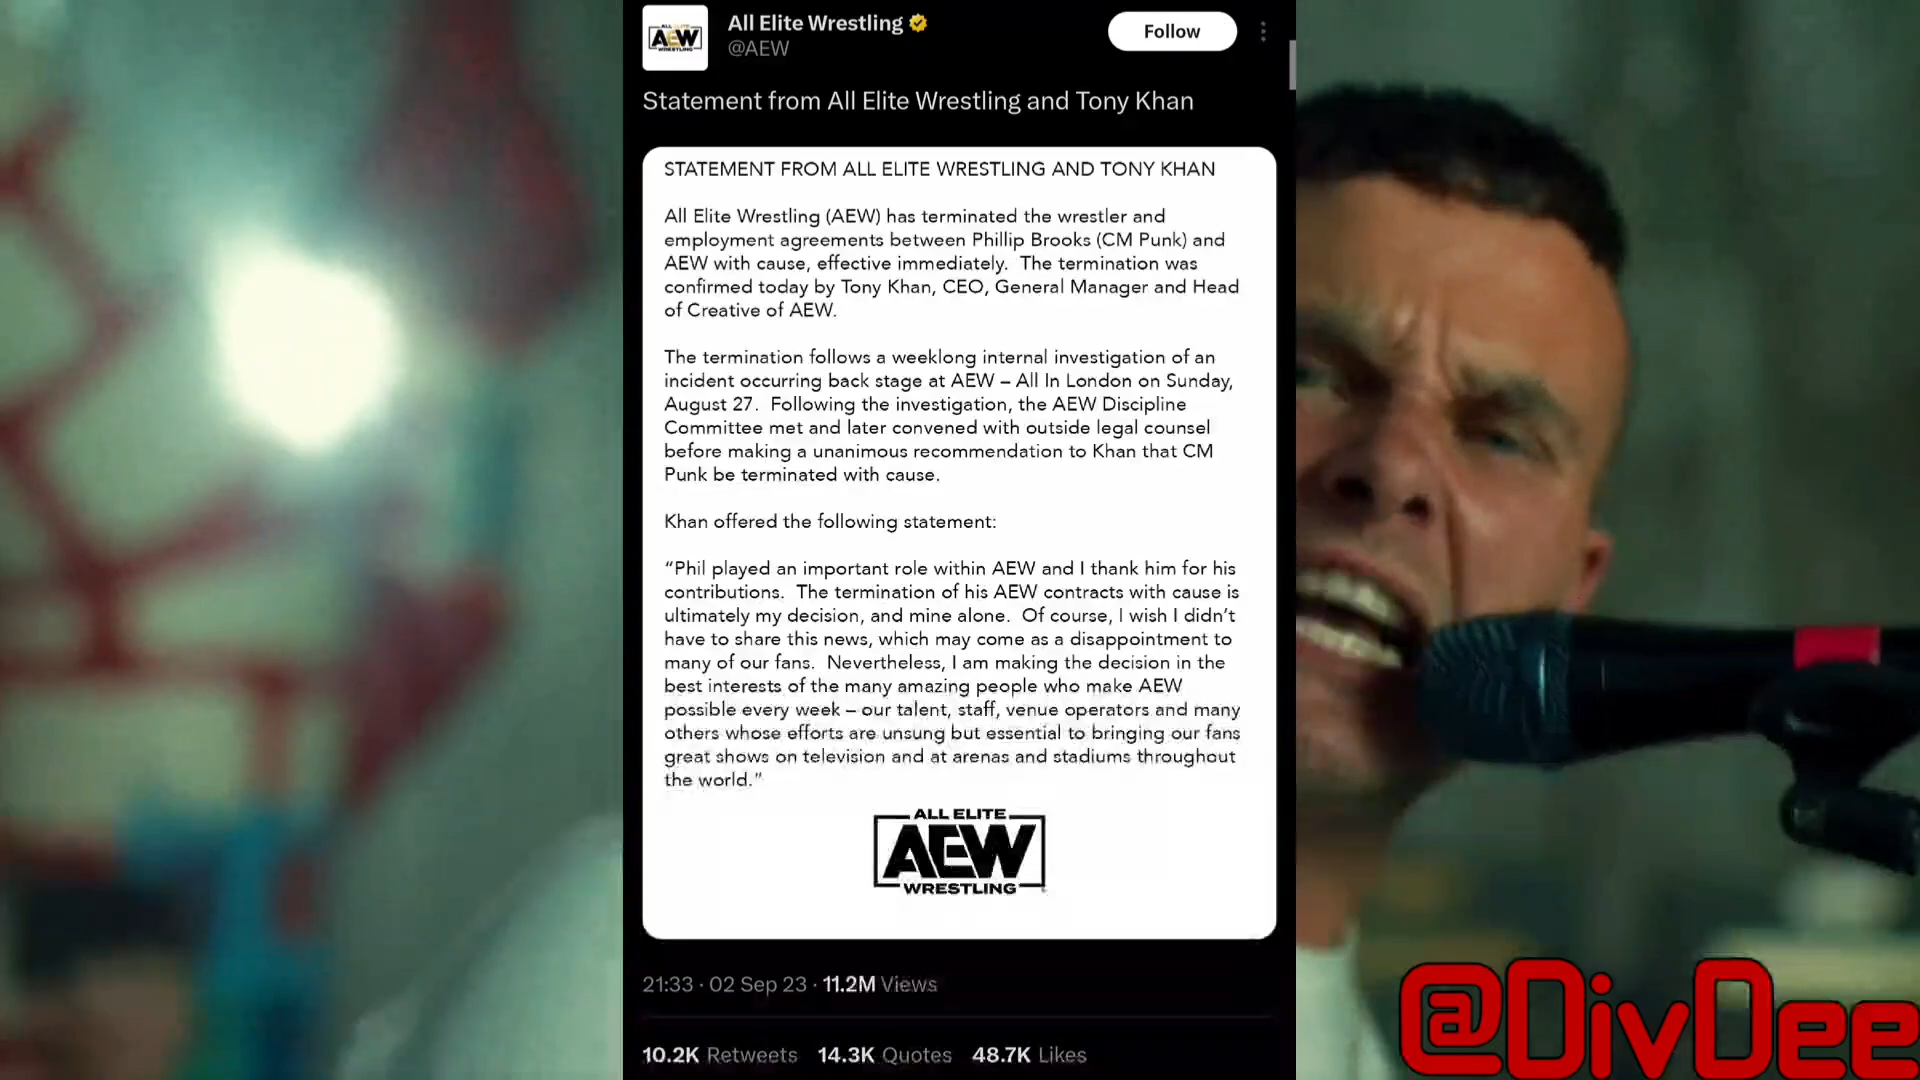 All Elite Wrestling
@AEW
Follow
Statement from All Elite Wrestling and Tony Khan
STATEMENT FROM ALL ELITE WRESTLING AND TONY KHAN
All Elite Wrestling (AEW) has terminated the wrestler and
employment agreements between Phillip Brooks (CM Punk) and
AEW with cause, effective immediately.  The termination was
confirmed today by Tony Khan, CEO, General Manager and Head
of Creative of AEW.
The termination follows a weeklong internal investigation of an
incident occurring back stage at AEW – All In London on Sunday,
August 27.  Following the investigation, the AEW Discipline
Committee met and later convened with outside legal counsel
before making a unanimous recommendation to Khan that CM
Punk be terminated with cause.
Khan offered the following statement:
“Phil played an important role within AEW and I thank him for his
contributions.  The termination of his AEW contracts with cause is
ultimately my decision, and mine alone.  Of course, I wish I didn’t
have to share this news, which may come as a disappointment to
many of our fans.  Nevertheless, I am making the decision in the
best interests of the many amazing people who make AEW
possible every week – our talent, staff, venue operators and many
others whose efforts are unsung but essential to bringing our fans
great shows on television and at arenas and stadiums throughout
the world.”
ALL ELITE
AEW
WRESTLING
21:33 · 02 Sep 23 · 11.2M Views
10.2K Retweets 14.3K Quotes 48.7K Likes
@DivDee